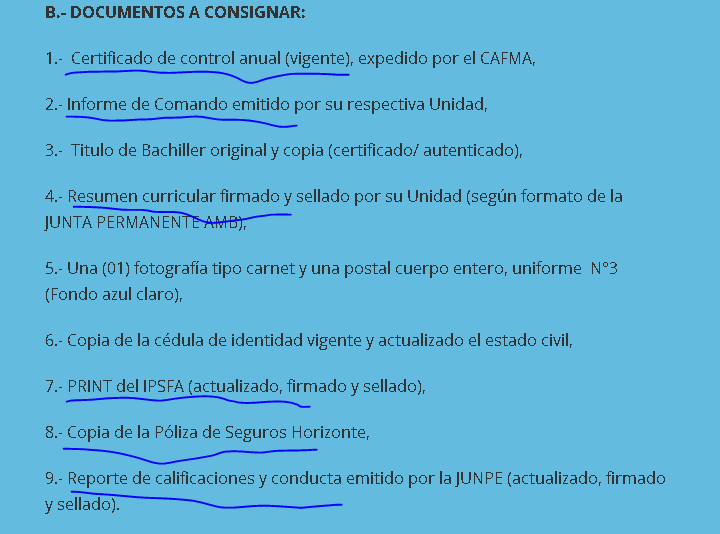 B.- DOCUMENTOS A CONSIGNAR:
1.- Certificado de control anual (vigente), expedido por el CAFMA,
2.- Informe de Comando emitido por su respectiva Unidad,
3.- Titulo de Bachiller original y copia (certificado/ autenticado),
4.- Resumen curricular firmado y sellado por su Unidad (según formato de la
JUNTA PERMANENTE AMB),
5.- Una (01) fotografía tipo carnet y una postal cuerpo entero, uniforme N°3
(Fondo azul claro),
6.- Copia de la cédula de identidad vigente y actualizado el estado civil,
7.- PRINT del IPSFA (actualizado, firmado y sellado),
8.- Copia de la Póliza de Seguros Horizonte,
9.- Reporte de calificaciones y conducta emitido por la JUNPE (actualizado, firmado
y sellado).